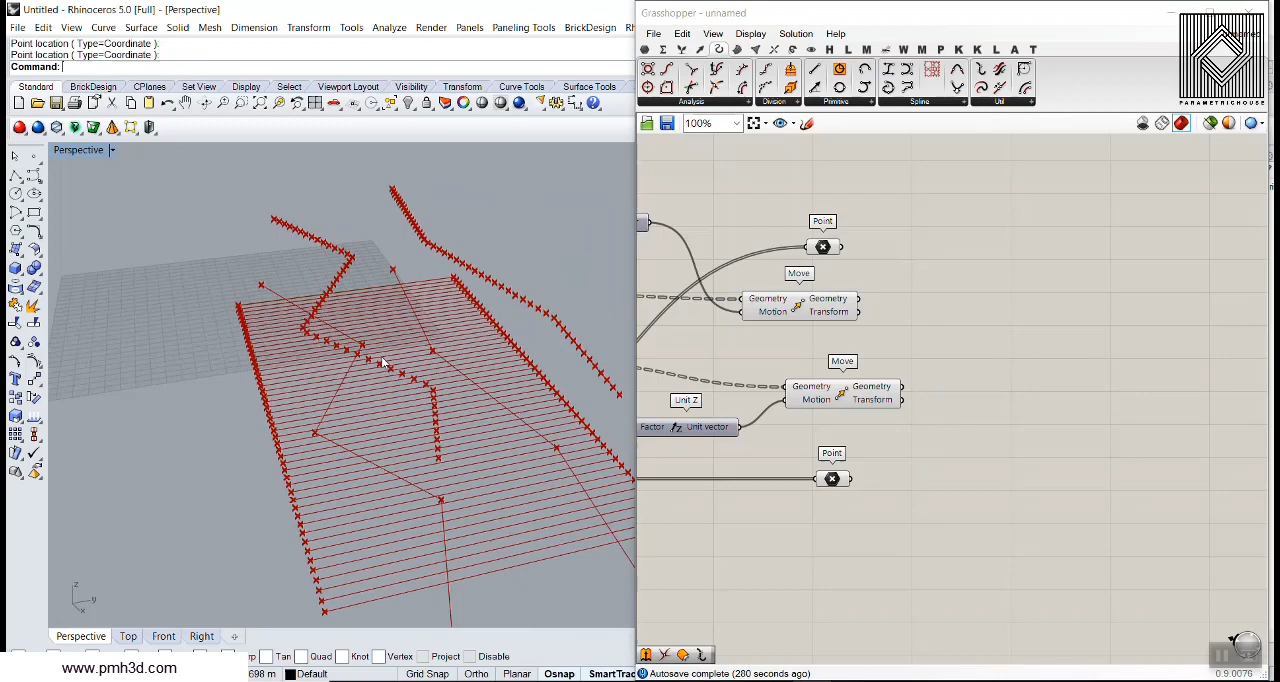 Untitled - Rhinoceros 5.0 [Full] - [Perspective]
File Edit View Curve Surface Solid Mesh Dimension Transform Tools Analyze Render Panels Paneling Tools BrickDesign
Point location ( Type=Coordinate ):
Point location ( Type=Coordinate ):
Command:
Standard BrickDesign CPlanes Set View Display Select Viewport Layout Visibility Transform Curve Tools Surface Tools
Perspective
z
y
x
Perspective Top Front Right
Tan Quad Knot Vertex Project Disable
698 m Default Grid Snap Ortho Planar Osnap SmartTrac
www.pmh3d.com
Grasshopper - unnamed
File Edit View Display Solution Help
H L M W M P K K L A T
Analysis Division Primitive Spline Util
100%
PARAMETRICHOUSE
Point
Move
Geometry Geometry
Motion Transform
Move
Geometry Geometry
Motion Transform
Unit Z
Factor Unit vector
Point
Autosave complete (280 seconds ago)
0.9.0076